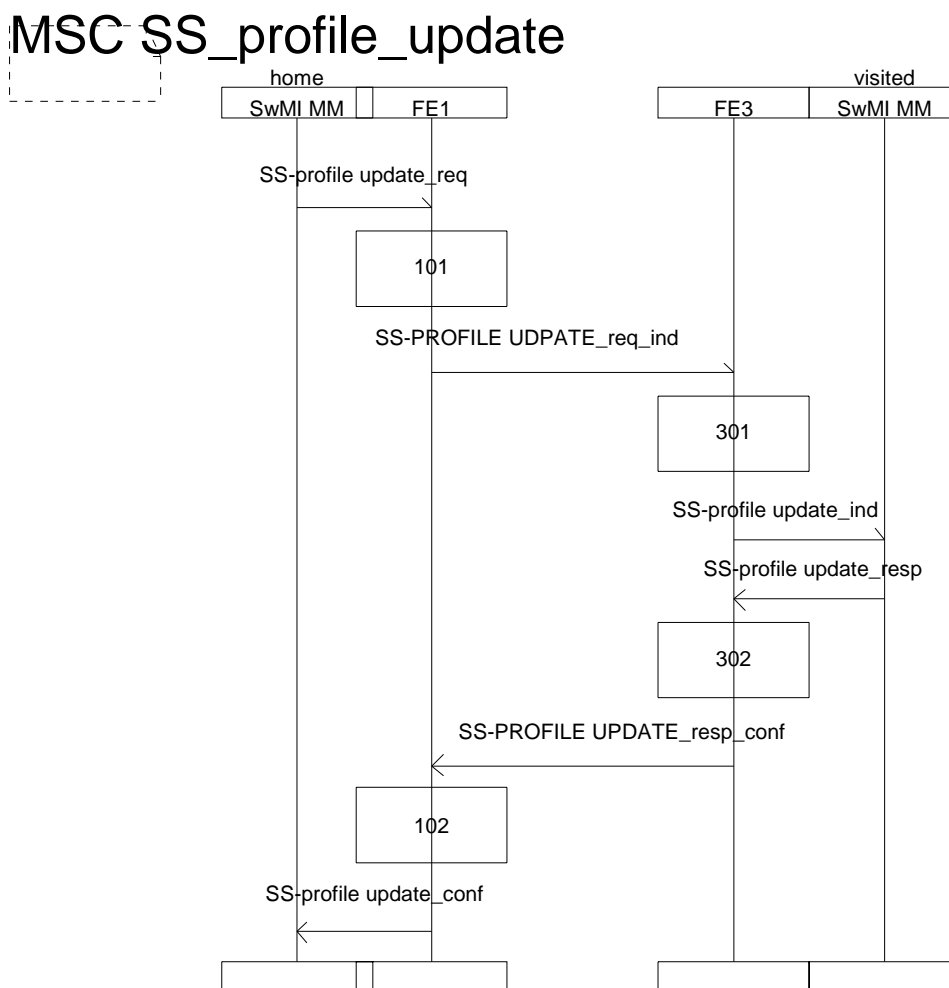 MSC SS_profile_update
home visited
SwMI MM FE1 FE3 SwMI MM
SS-profile update_req
101
SS-PROFILE UDPATE_req_ind
301
SS-profile update_ind
SS-profile update_resp
302
SS-PROFILE UPDATE_resp_conf
102
SS-profile update_conf